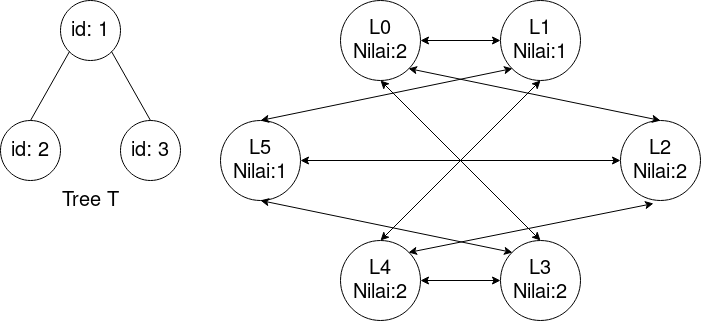 id: 1
id: 2
id: 3
Tree T
L0
Nilai:2
L1
Nilai:1
L5
Nilai:1
L2
Nilai:2
L4
Nilai:2
L3
Nilai:2